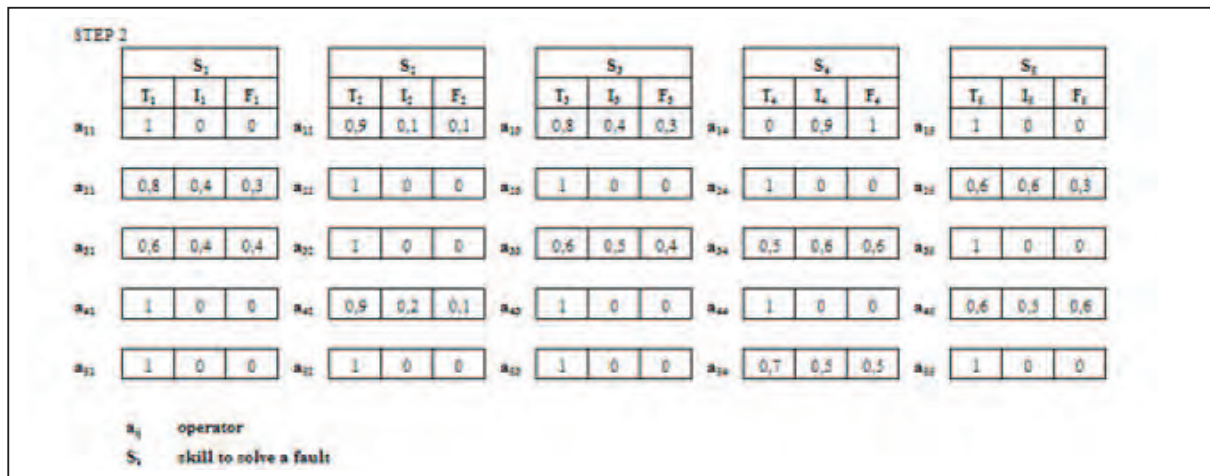 STEP 2
S₁ S₂ S₃ S₄ S₅
T₁ I₁ F₁ T₂ I₂ F₂ T₃ I₃ F₃ T₄ I₄ F₄ T₅ I₅ F₅
a₁₁ 1 0 0 a₁₂ 0,9 0,1 0,1 a₁₃ 0,8 0,4 0,3 a₁₄ 0 0,9 1 a₁₅ 1 0 0
a₂₁ 0,8 0,4 0,3 a₂₂ 1 0 0 a₂₃ 1 0 0 a₂₄ 1 0 0 a₂₅ 0,6 0,6 0,3
a₃₁ 0,6 0,4 0,4 a₃₂ 1 0 0 a₃₃ 0,6 0,5 0,4 a₃₄ 0,5 0,6 0,6 a₃₅ 1 0 0
a₄₁ 1 0 0 a₄₂ 0,9 0,2 0,1 a₄₃ 1 0 0 a₄₄ 1 0 0 a₄₅ 0,6 0,5 0,6
a₅₁ 1 0 0 a₅₂ 1 0 0 a₅₃ 1 0 0 a₅₄ 0,7 0,5 0,5 a₅₅ 1 0 0
aᵢⱼ operator
Sᵢ skill to solve a fault